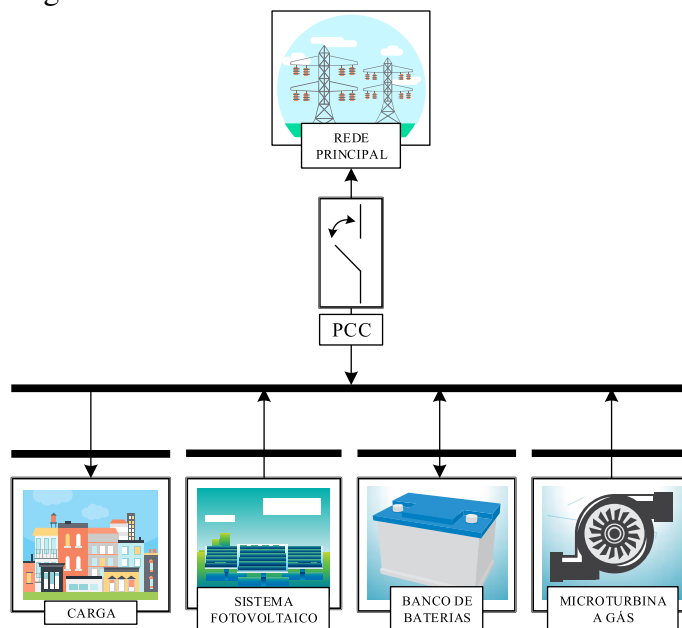 REDE
PRINCIPAL
PCC
CARGA
SISTEMA
FOTOVOLTAICO
BANCO DE
BATERIAS
MICROTURBINA
A GÁS